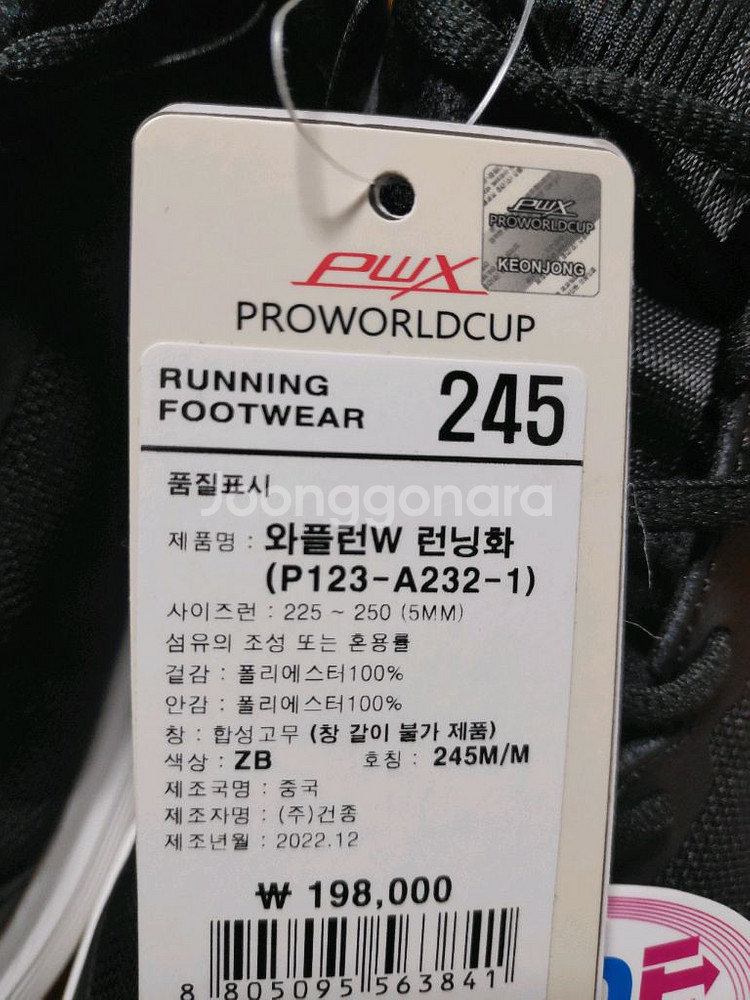 PWX
PROWORLDCUP
KEONJONG
PWX
PROWORLDCUP
RUNNING
FOOTWEAR
245
품질표시
Joonggonara
제품명 : 와플런W 런닝화
(P123-A232-1)
사이즈런 : 225 ~ 250 (5MM)
섬유의 조성 또는 혼용률
겉감 : 폴리에스터100%
안감 : 폴리에스터100%
창 : 합성고무 (창 갈이 불가 제품)
색상 : ZB 호칭 : 245M/M
제조국명 : 중국
제조자명 : (주)건종
제조년월 : 2022.12
₩ 198,000
8 805095 563841